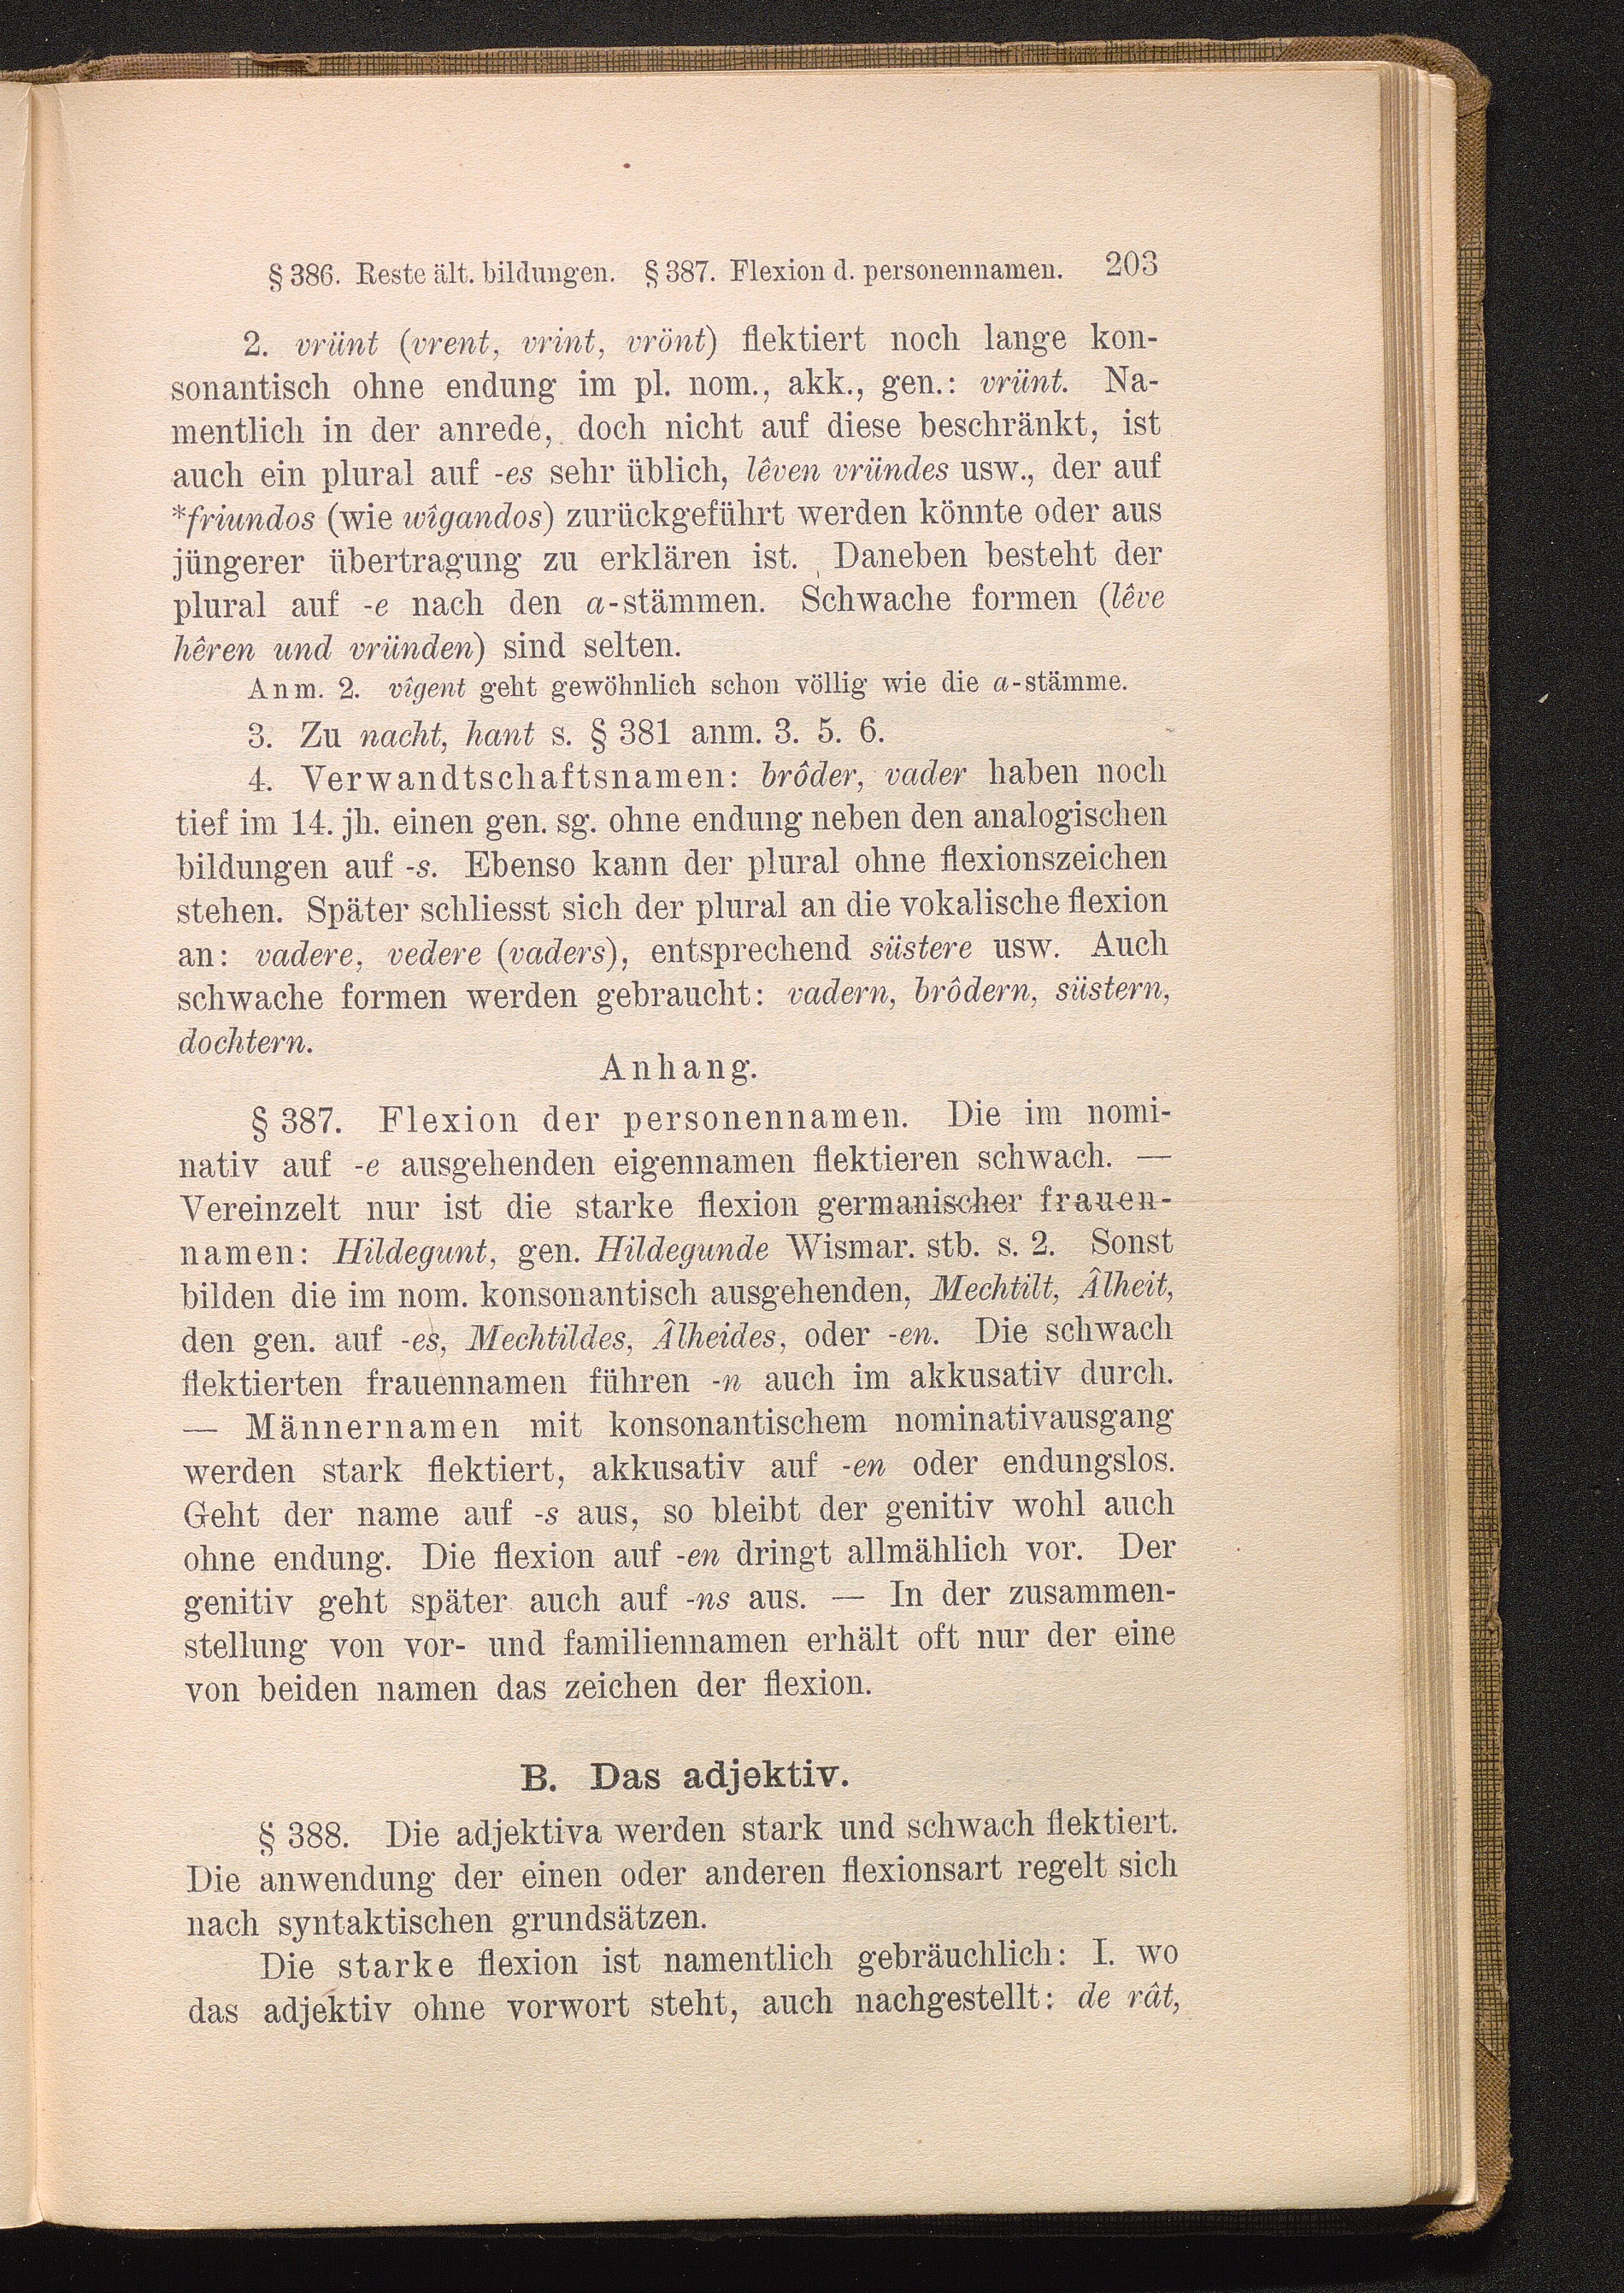 § 386. Reste ält. bildungen. § 387. Flexion d. personennamen. 203
2. vrünt (vrent, vrint, vrönt) flektiert noch lange kon-
sonantisch ohne endung im pl. nom., akk., gen.: vrünt. Na-
mentlich in der anrede, doch nicht auf diese beschränkt, ist
auch ein plural auf -es sehr üblich, lêven vründes usw., der auf
*friundos (wie wîgandos) zurückgeführt werden könnte oder aus
jüngerer übertragung zu erklären ist. Daneben besteht der
plural auf -e nach den a-stämmen. Schwache formen (lêve
hêren und vründen) sind selten.
Anm. 2. vîgent geht gewöhnlich schon völlig wie die a-stämme.
3. Zu nacht, hant s. § 381 anm. 3. 5. 6.
4. Verwandtschaftsnamen: brôder, vader haben noch
tief im 14. jh. einen gen. sg. ohne endung neben den analogischen
bildungen auf -s. Ebenso kann der plural ohne flexionszeichen
stehen. Später schliesst sich der plural an die vokalische flexion
an: vadere, vedere (vaders), entsprechend süstere usw. Auch
schwache formen werden gebraucht: vadern, brôdern, süstern,
dochtern.
Anhang.
§ 387. Flexion der personennamen. Die im nomi-
nativ auf -e ausgehenden eigennamen flektieren schwach. —
Vereinzelt nur ist die starke flexion germanischer frauen-
namen: Hildegunt, gen. Hildegunde Wismar. stb. s. 2. Sonst
bilden die im nom. konsonantisch ausgehenden, Mechtilt, Âlheit,
den gen. auf -es, Mechtildes, Âlheides, oder -en. Die schwach
flektierten frauennamen führen -n auch im akkusativ durch.
— Männernamen mit konsonantischem nominativausgang
werden stark flektiert, akkusativ auf -en oder endungslos.
Geht der name auf -s aus, so bleibt der genitiv wohl auch
ohne endung. Die flexion auf -en dringt allmählich vor. Der
genitiv geht später auch auf -ns aus. — In der zusammen-
stellung von vor- und familiennamen erhält oft nur der eine
von beiden namen das zeichen der flexion.
B. Das adjektiv.
§ 388. Die adjektiva werden stark und schwach flektiert.
Die anwendung der einen oder anderen flexionsart regelt sich
nach syntaktischen grundsätzen.
Die starke flexion ist namentlich gebräuchlich: I. wo
das adjektiv ohne vorwort steht, auch nachgestellt: de rât,